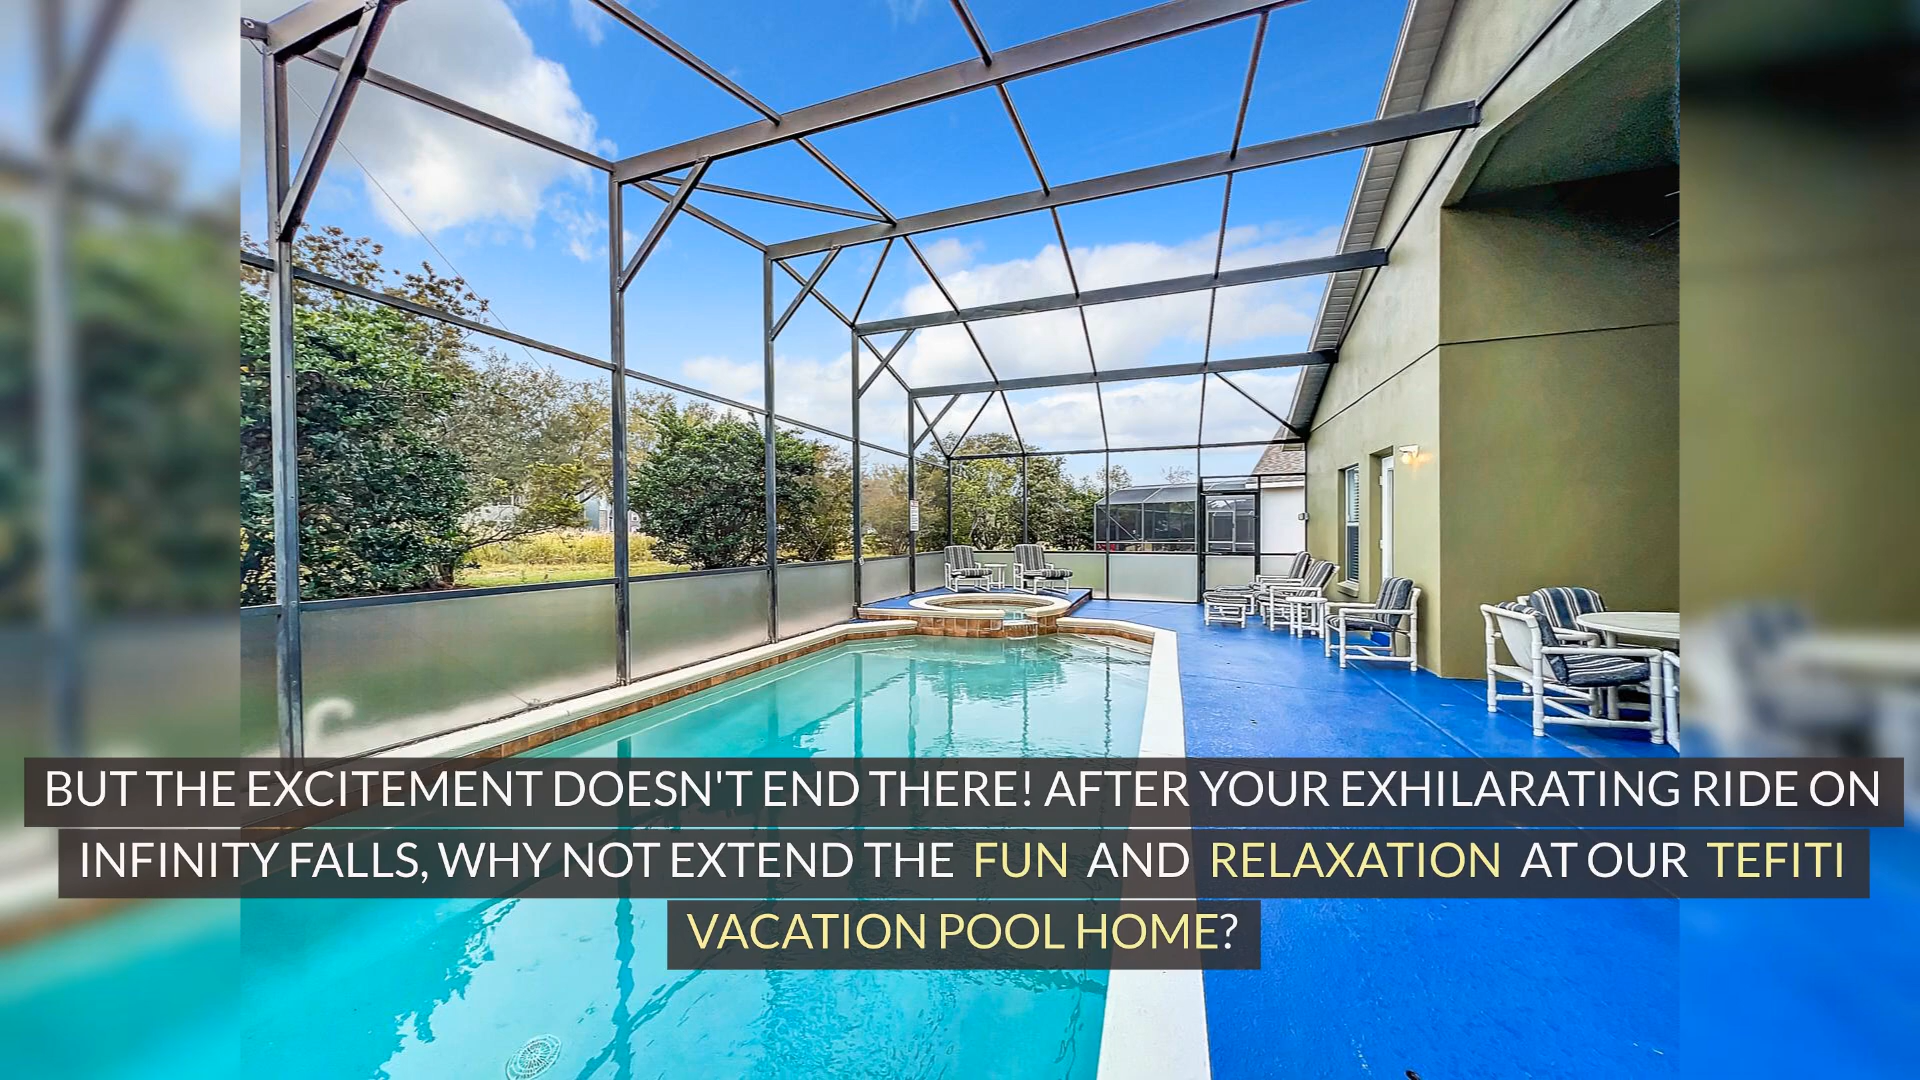 BUT THE EXCITEMENT DOESN'T END THERE! AFTER YOUR EXHILARATING RIDE ON
INFINITY FALLS, WHY NOT EXTEND THE FUN AND RELAXATION AT OUR TEFITI
VACATION POOL HOME?